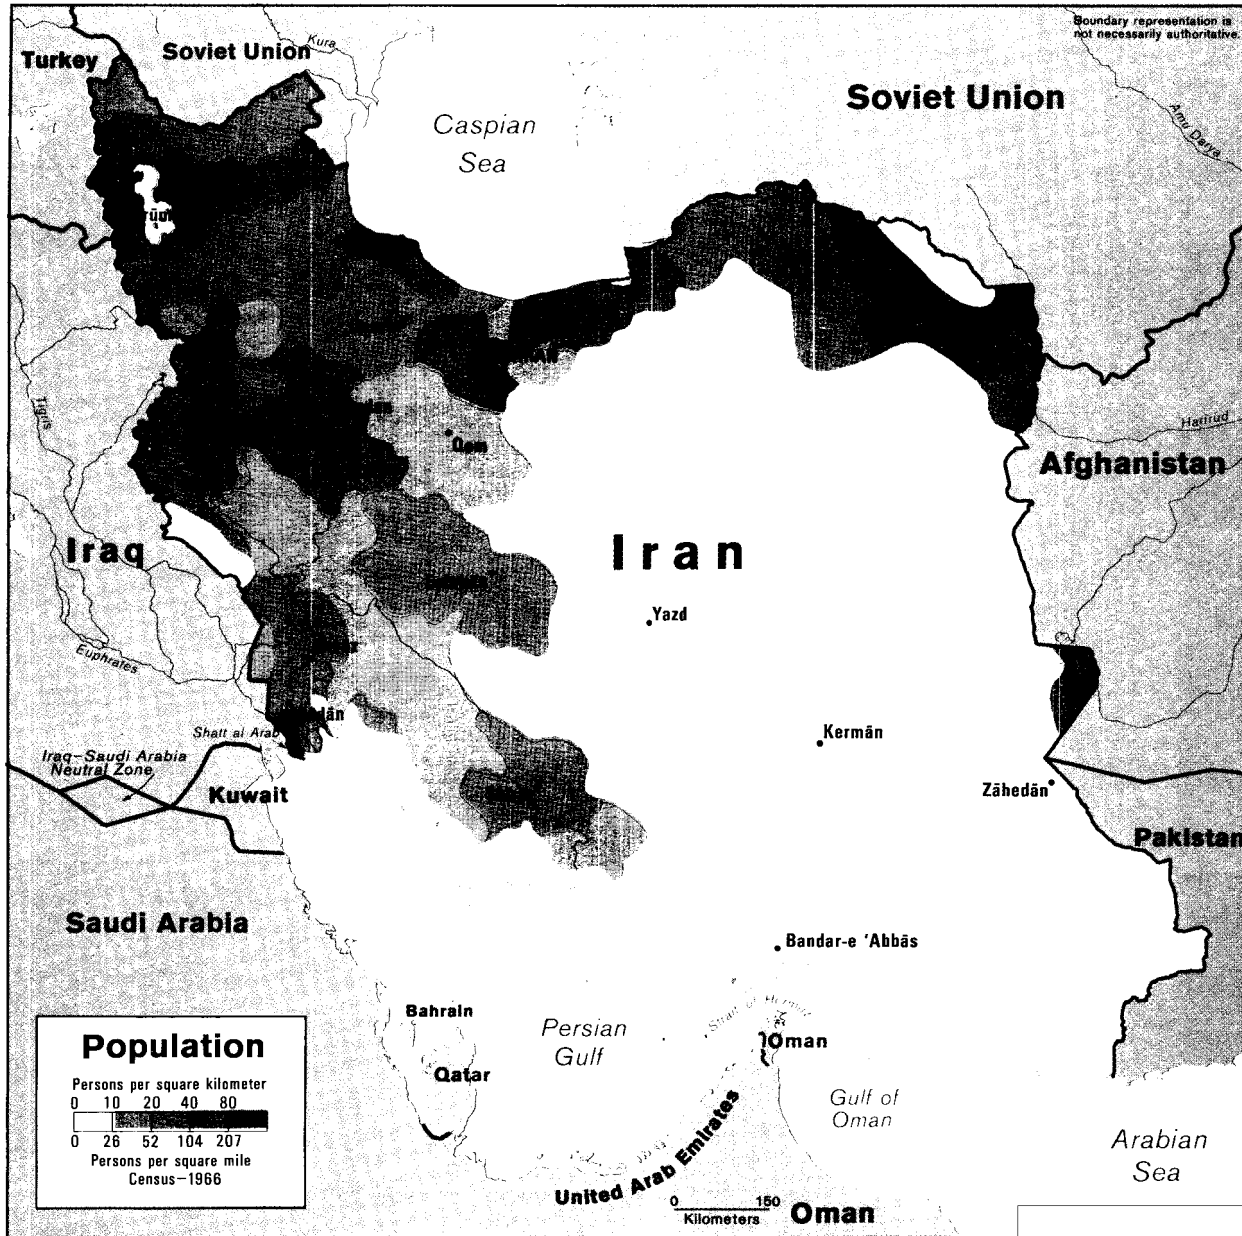 Boundary representation is
not necessarily authoritative.
Turkey
Soviet Union
Kura
Soviet Union
Caspian
Sea
Amu Darya
Tigris
Qom
Harirud
Afghanistan
Iraq
Iran
Yazd
Euphrates
Shatt al Arab
Iraq–Saudi Arabia
Neutral Zone
Kuwait
Kermān
Zāhedān
Pakistan
Saudi Arabia
Bandar-e 'Abbās
Strait of Hormuz
Bahrain
Persian
Gulf
Oman
Qatar
Gulf of
Oman
United Arab Emirates
Arabian
Sea
Oman
Population
Persons per square kilometer
0 10 20 40 80
0 26 52 104 207
Persons per square mile
Census–1966
0 150
Kilometers